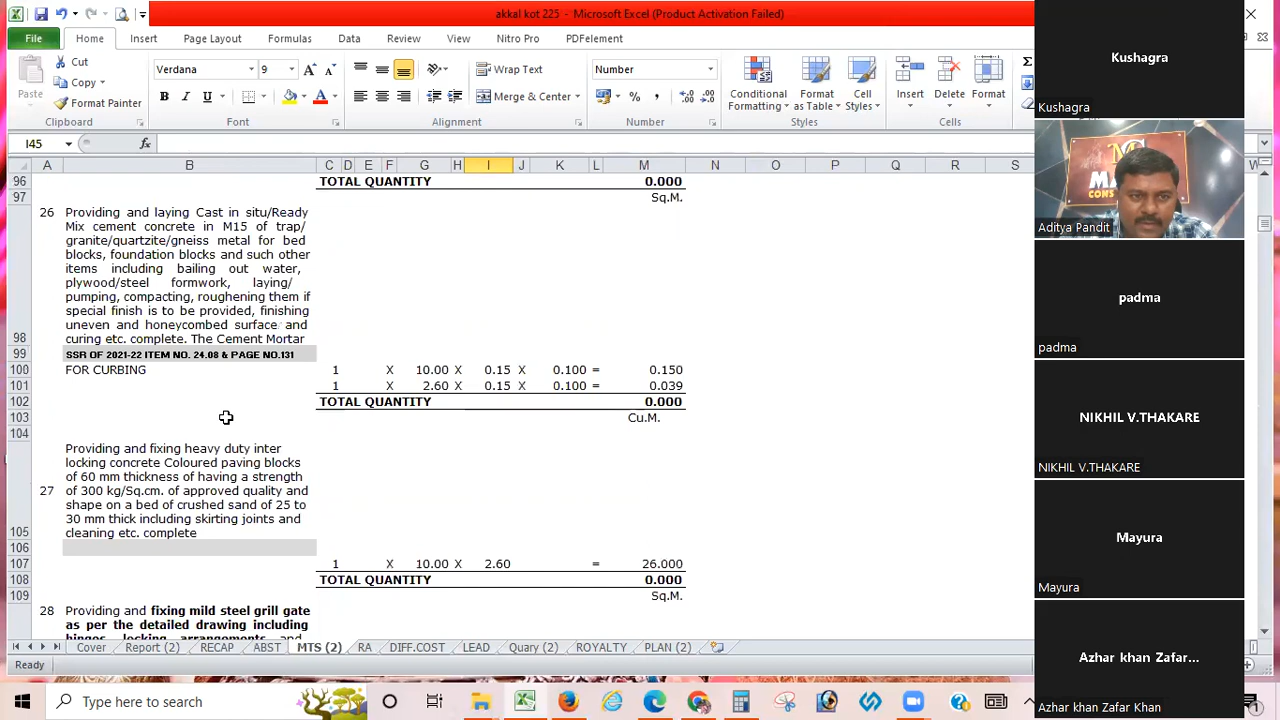 akkal kot 225 - Microsoft Excel (Product Activation Failed)
File Home Insert Page Layout Formulas Data Review View Nitro Pro PDFelement
Cut
Copy
Format Painter
Paste
Clipboard
Verdana 9
B I U A
Font
Wrap Text
Merge & Center
Alignment
Number
Number
Conditional Formatting
Format as Table
Cell Styles
Styles
Insert Delete Format
Cells
I45 fx
A B C D E F G H I J K L M N O P Q R S
96 TOTAL QUANTITY 0.000
97 Sq.M.
26 Providing and laying Cast in situ/Ready
Mix cement concrete in M15 of trap/
granite/quartzite/gneiss metal for bed
blocks, foundation blocks and such other
items including bailing out water,
plywood/steel formwork, laying/
pumping, compacting, roughening them if
special finish is to be provided, finishing
uneven and honeycombed surface and
98 curing etc. complete. The Cement Mortar
99 SSR OF 2021-22 ITEM NO. 24.08 & PAGE NO.131
100 FOR CURBING 1 X 10.00 X 0.15 X 0.100 = 0.150
101 1 X 2.60 X 0.15 X 0.100 = 0.039
102 TOTAL QUANTITY 0.000
103 Cu.M.
104
Providing and fixing heavy duty inter
locking concrete Coloured paving blocks
of 60 mm thickness of having a strength
27 of 300 kg/Sq.cm. of approved quality and
shape on a bed of crushed sand of 25 to
30 mm thick including skirting joints and
105 cleaning etc. complete
106
107 1 X 10.00 X 2.60 = 26.000
108 TOTAL QUANTITY 0.000
109 Sq.M.
28 Providing and fixing mild steel grill gate
as per the detailed drawing including
hinges, locking arrangements and
Cover Report (2) RECAP ABST MTS (2) RA DIFF.COST LEAD Quary (2) ROYALTY PLAN (2)
Ready
Type here to search
Kushagra
Kushagra
Aditya Pandit
padma
padma
NIKHIL V.THAKARE
NIKHIL V.THAKARE
Mayura
Mayura
Azhar khan Zafar...
Azhar khan Zafar Khan